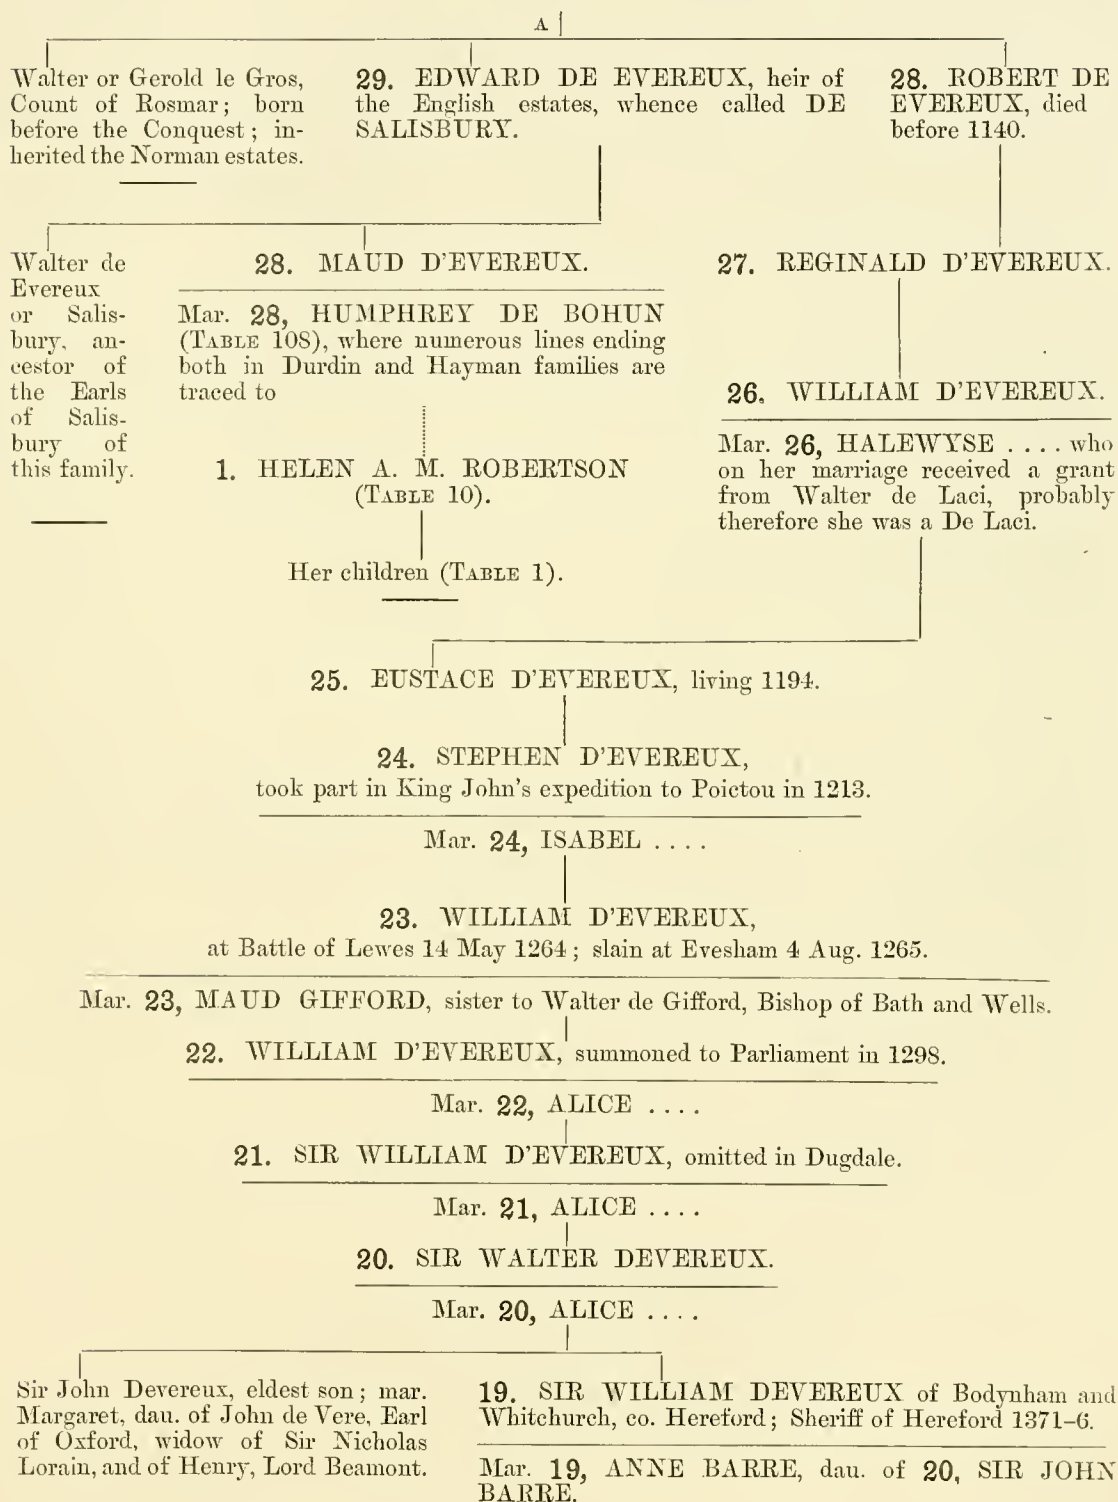 A
Walter or Gerold le Gros,
Count of Rosmar; born
before the Conquest; in-
herited the Norman estates.
29. EDWARD DE EVEREUX, heir of
the English estates, whence called DE
SALISBURY.
28. ROBERT DE
EVEREUX, died
before 1140.
Walter de
Evereux
or Salis-
bury, an-
cestor of
the Earls
of Salis-
bury of
this family.
28. MAUD D'EVEREUX.
Mar. 28, HUMPHREY DE BOHUN
(TABLE 108), where numerous lines ending
both in Durdin and Hayman families are
traced to
1. HELEN A. M. ROBERTSON
(TABLE 10).
Her children (TABLE 1).
27. REGINALD D'EVEREUX.
26. WILLIAM D'EVEREUX.
Mar. 26, HALEWYSE .... who
on her marriage received a grant
from Walter de Laci, probably
therefore she was a De Laci.
25. EUSTACE D'EVEREUX, living 1194.
24. STEPHEN D'EVEREUX,
took part in King John's expedition to Poictou in 1213.
Mar. 24, ISABEL ....
23. WILLIAM D'EVEREUX,
at Battle of Lewes 14 May 1264; slain at Evesham 4 Aug. 1265.
Mar. 23, MAUD GIFFORD, sister to Walter de Gifford, Bishop of Bath and Wells.
22. WILLIAM D'EVEREUX, summoned to Parliament in 1298.
Mar. 22, ALICE ....
21. SIR WILLIAM D'EVEREUX, omitted in Dugdale.
Mar. 21, ALICE ....
20. SIR WALTER DEVEREUX.
Mar. 20, ALICE ....
Sir John Devereux, eldest son; mar.
Margaret, dau. of John de Vere, Earl
of Oxford, widow of Sir Nicholas
Lorain, and of Henry, Lord Beamont.
19. SIR WILLIAM DEVEREUX of Bodynham and
Whitchurch, co. Hereford; Sheriff of Hereford 1371-6.
Mar. 19, ANNE BARRE, dau. of 20, SIR JOHN
BARRE.